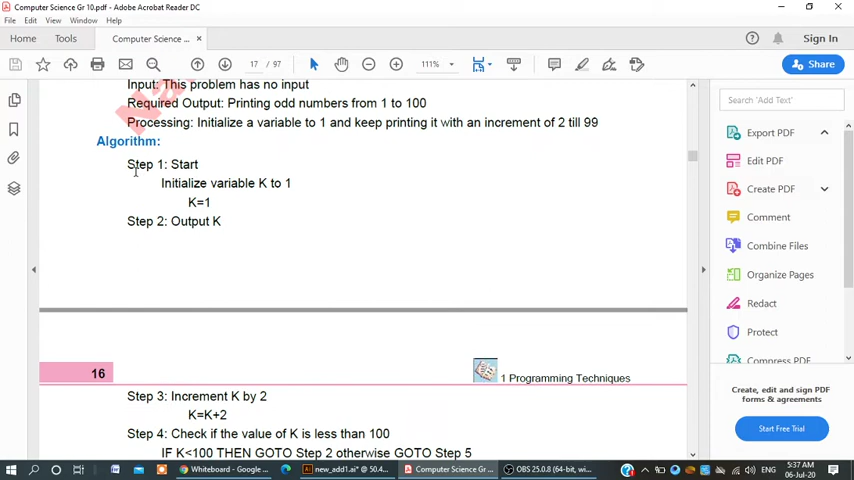 Computer Science Gr 10.pdf - Adobe Acrobat Reader DC
File Edit View Window Help
Home Tools Computer Science ... × Sign In
17 / 97 111% Share
Input: This problem has no input
Required Output: Printing odd numbers from 1 to 100
Processing: Initialize a variable to 1 and keep printing it with an increment of 2 till 99
Algorithm:
Step 1: Start
Initialize variable K to 1
K=1
Step 2: Output K
16
1 Programming Techniques
Step 3: Increment K by 2
K=K+2
Step 4: Check if the value of K is less than 100
IF K<100 THEN GOTO Step 2 otherwise GOTO Step 5
Search 'Add Text'
Export PDF
Edit PDF
Create PDF
Comment
Combine Files
Organize Pages
Redact
Protect
Compress PDF
Create, edit and sign PDF
forms & agreements
Start Free Trial
Whiteboard - Google ... new_add1.ai* @ 50.4... Computer Science Gr... OBS 25.0.8 (64-bit, wi... ENG 5:37 AM
06-Jul-20